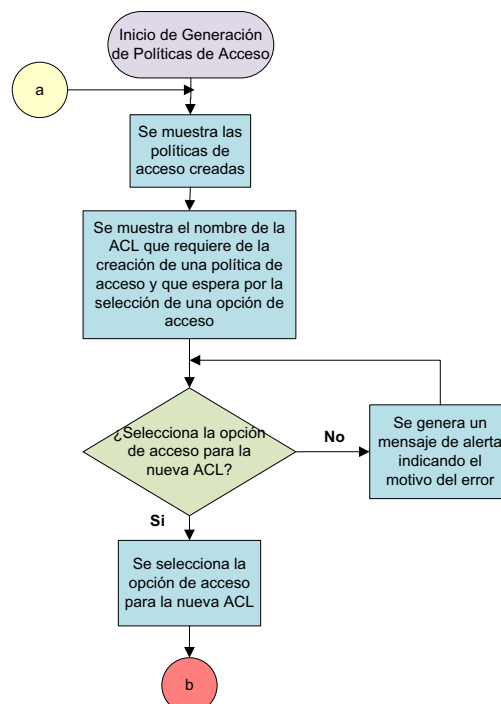 Inicio de Generación
de Políticas de Acceso
a
Se muestra las
políticas de
acceso creadas
Se muestra el nombre de la
ACL que requiere de la
creación de una política de
acceso y que espera por la
selección de una opción de
acceso
¿Selecciona la opción
de acceso para la
nueva ACL?
No
Se genera un
mensaje de alerta
indicando el
motivo del error
Si
Se selecciona la
opción de acceso
para la nueva ACL
b